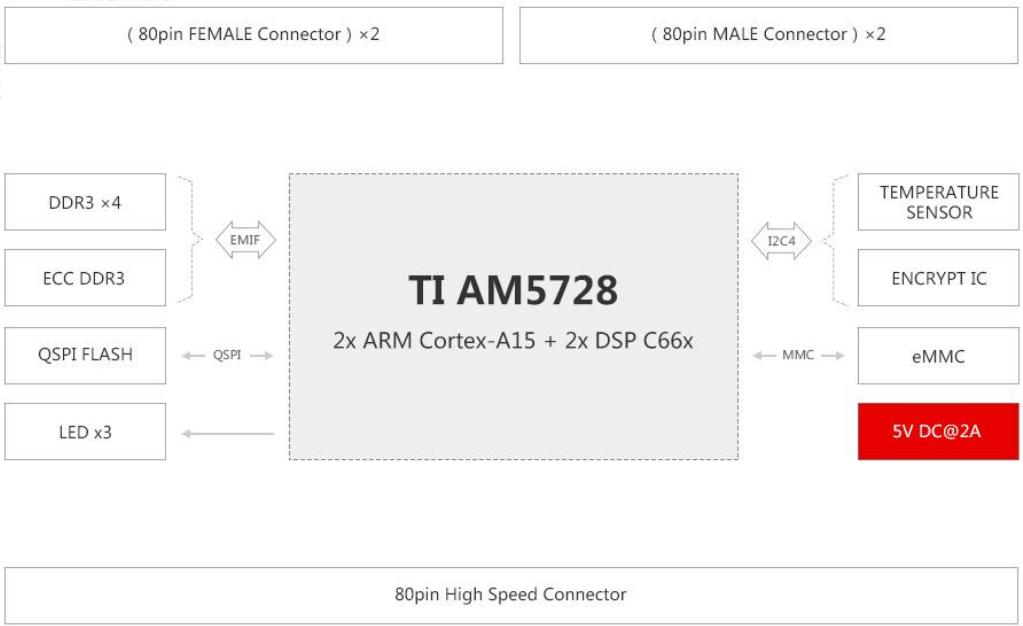 ( 80pin FEMALE Connector ) ×2
( 80pin MALE Connector ) ×2
DDR3 ×4
ECC DDR3
EMIF
QSPI FLASH
QSPI
LED x3
TI AM5728
2x ARM Cortex-A15 + 2x DSP C66x
I2C4
TEMPERATURE
SENSOR
ENCRYPT IC
MMC
eMMC
5V DC@2A
80pin High Speed Connector